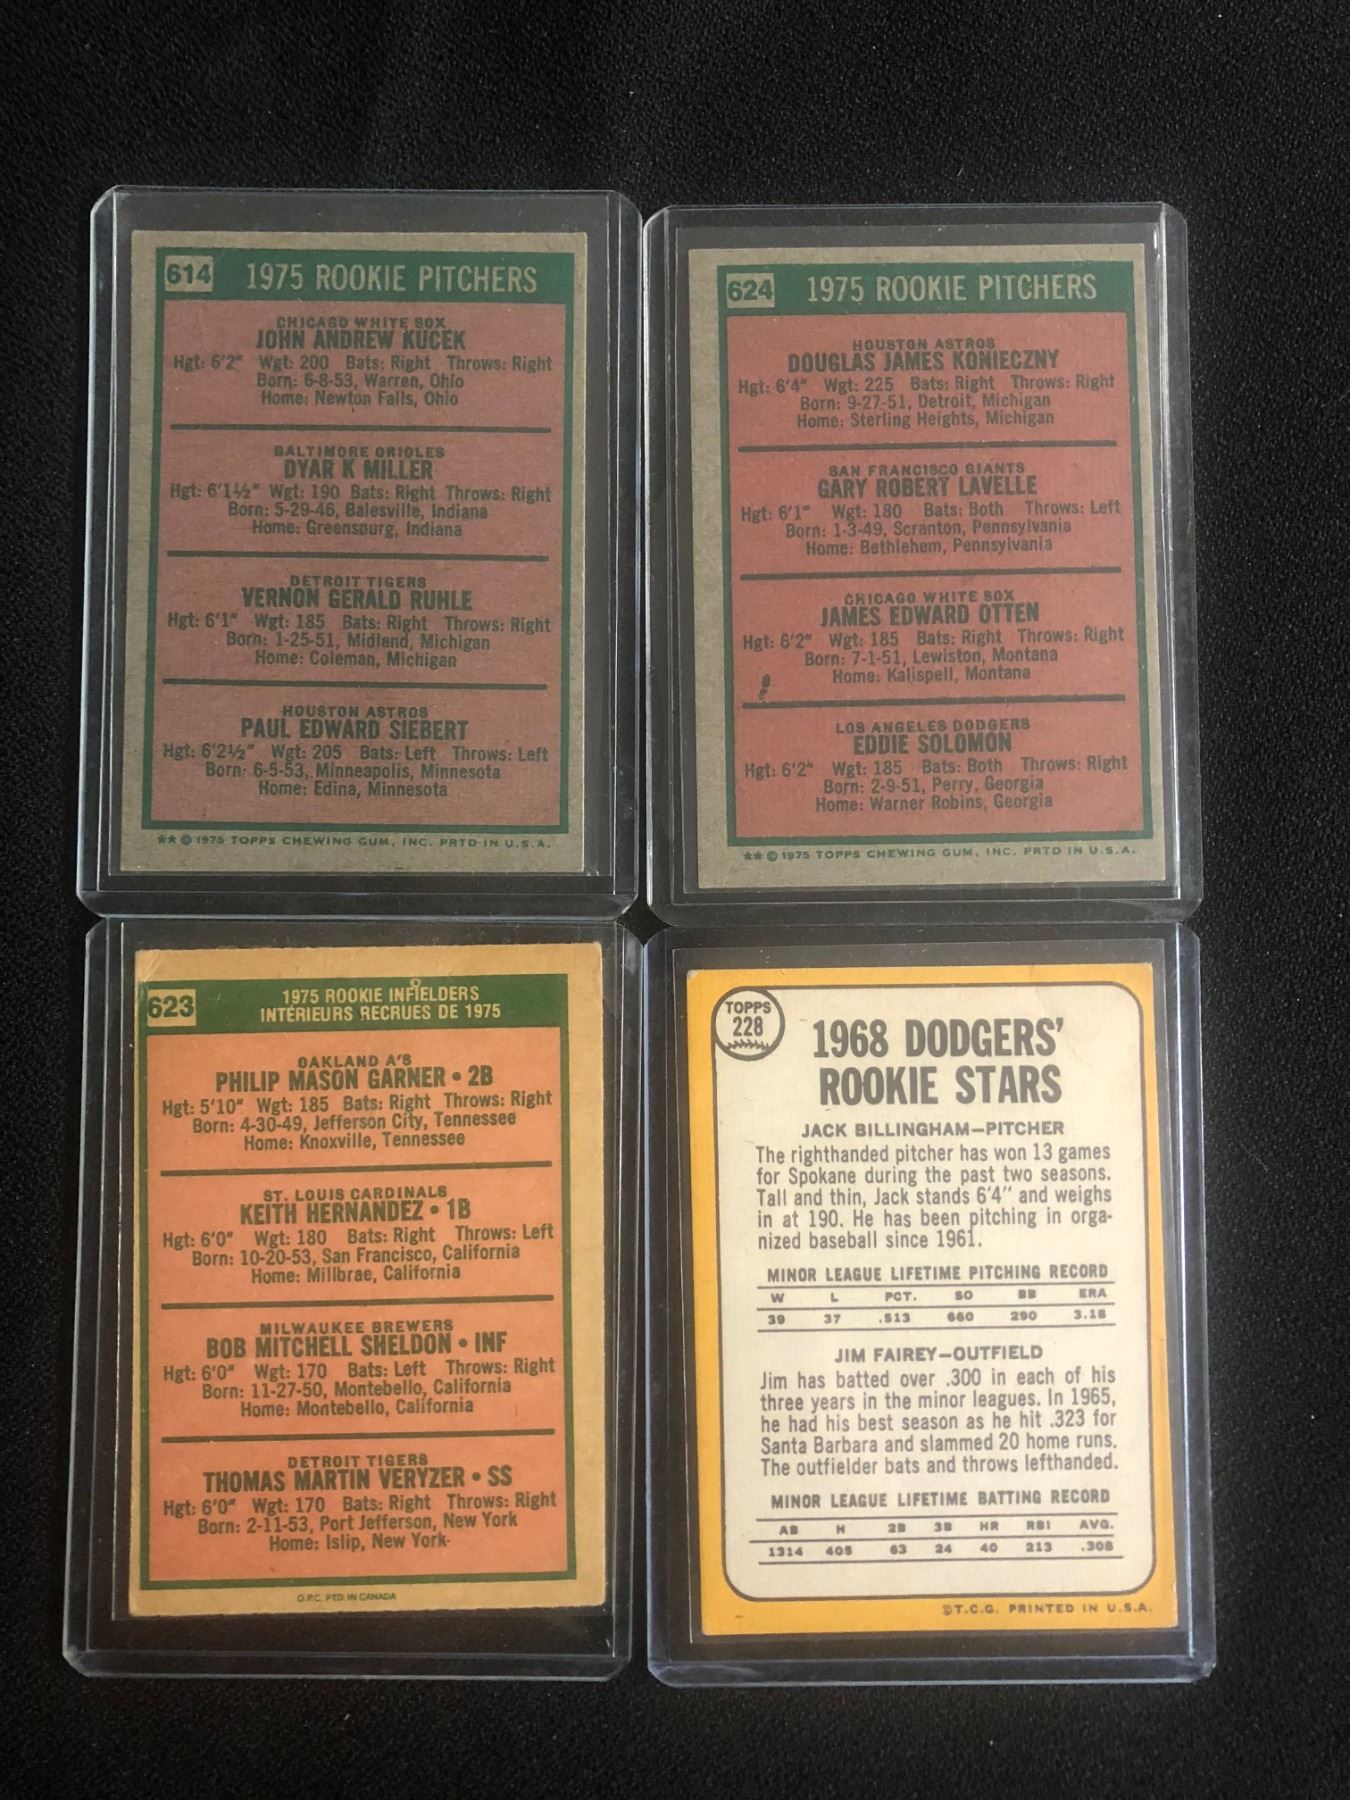 614 1975 ROOKIE PITCHERS
CHICAGO WHITE SOX
JOHN ANDREW KUCEK
Hgt: 6'2" Wgt: 200 Bats: Right Throws: Right
Born: 6-8-53, Warren, Ohio
Home: Newton Falls, Ohio
BALTIMORE ORIOLES
DYAR K MILLER
Hgt: 6'1½" Wgt: 190 Bats: Right Throws: Right
Born: 5-29-46, Balesville, Indiana
Home: Greensburg, Indiana
DETROIT TIGERS
VERNON GERALD RUHLE
Hgt: 6'1" Wgt: 185 Bats: Right Throws: Right
Born: 1-25-51, Midland, Michigan
Home: Coleman, Michigan
HOUSTON ASTROS
PAUL EDWARD SIEBERT
Hgt: 6'2½" Wgt: 205 Bats: Left Throws: Left
Born: 6-5-53, Minneapolis, Minnesota
Home: Edina, Minnesota
** © 1975 TOPPS CHEWING GUM, INC. PRTD IN U.S.A.
624 1975 ROOKIE PITCHERS
HOUSTON ASTROS
DOUGLAS JAMES KONIECZNY
Hgt: 6'4" Wgt: 225 Bats: Right Throws: Right
Born: 9-27-51, Detroit, Michigan
Home: Sterling Heights, Michigan
SAN FRANCISCO GIANTS
GARY ROBERT LAVELLE
Hgt: 6'1" Wgt: 180 Bats: Both Throws: Left
Born: 1-3-49, Scranton, Pennsylvania
Home: Bethlehem, Pennsylvania
CHICAGO WHITE SOX
JAMES EDWARD OTTEN
Hgt: 6'2" Wgt: 185 Bats: Right Throws: Right
Born: 7-1-51, Lewiston, Montana
Home: Kalispell, Montana
LOS ANGELES DODGERS
EDDIE SOLOMON
Hgt: 6'2" Wgt: 185 Bats: Both Throws: Right
Born: 2-9-51, Perry, Georgia
Home: Warner Robins, Georgia
** © 1975 TOPPS CHEWING GUM, INC. PRTD IN U.S.A.
623 1975 ROOKIE INFIELDERS
INTÉRIEURS RECRUES DE 1975
OAKLAND A'S
PHILIP MASON GARNER • 2B
Hgt: 5'10" Wgt: 185 Bats: Right Throws: Right
Born: 4-30-49, Jefferson City, Tennessee
Home: Knoxville, Tennessee
ST. LOUIS CARDINALS
KEITH HERNANDEZ • 1B
Hgt: 6'0" Wgt: 180 Bats: Right Throws: Left
Born: 10-20-53, San Francisco, California
Home: Millbrae, California
MILWAUKEE BREWERS
BOB MITCHELL SHELDON • INF
Hgt: 6'0" Wgt: 170 Bats: Left Throws: Right
Born: 11-27-50, Montebello, California
Home: Montebello, California
DETROIT TIGERS
THOMAS MARTIN VERYZER • SS
Hgt: 6'0" Wgt: 170 Bats: Right Throws: Right
Born: 2-11-53, Port Jefferson, New York
Home: Islip, New York
O.P.C. PTD. IN CANADA
TOPPS
228
1968 DODGERS'
ROOKIE STARS
JACK BILLINGHAM—PITCHER
The righthanded pitcher has won 13 games
for Spokane during the past two seasons.
Tall and thin, Jack stands 6'4" and weighs
in at 190. He has been pitching in orga-
nized baseball since 1961.
MINOR LEAGUE LIFETIME PITCHING RECORD
W L PCT. SO BB ERA
39 37 .513 660 290 3.18
JIM FAIREY—OUTFIELD
Jim has batted over .300 in each of his
three years in the minor leagues. In 1965,
he had his best season as he hit .323 for
Santa Barbara and slammed 20 home runs.
The outfielder bats and throws lefthanded.
MINOR LEAGUE LIFETIME BATTING RECORD
AB H 2B 3B HR RBI AVG.
1314 405 63 24 40 213 .308
©T.C.G. PRINTED IN U.S.A.